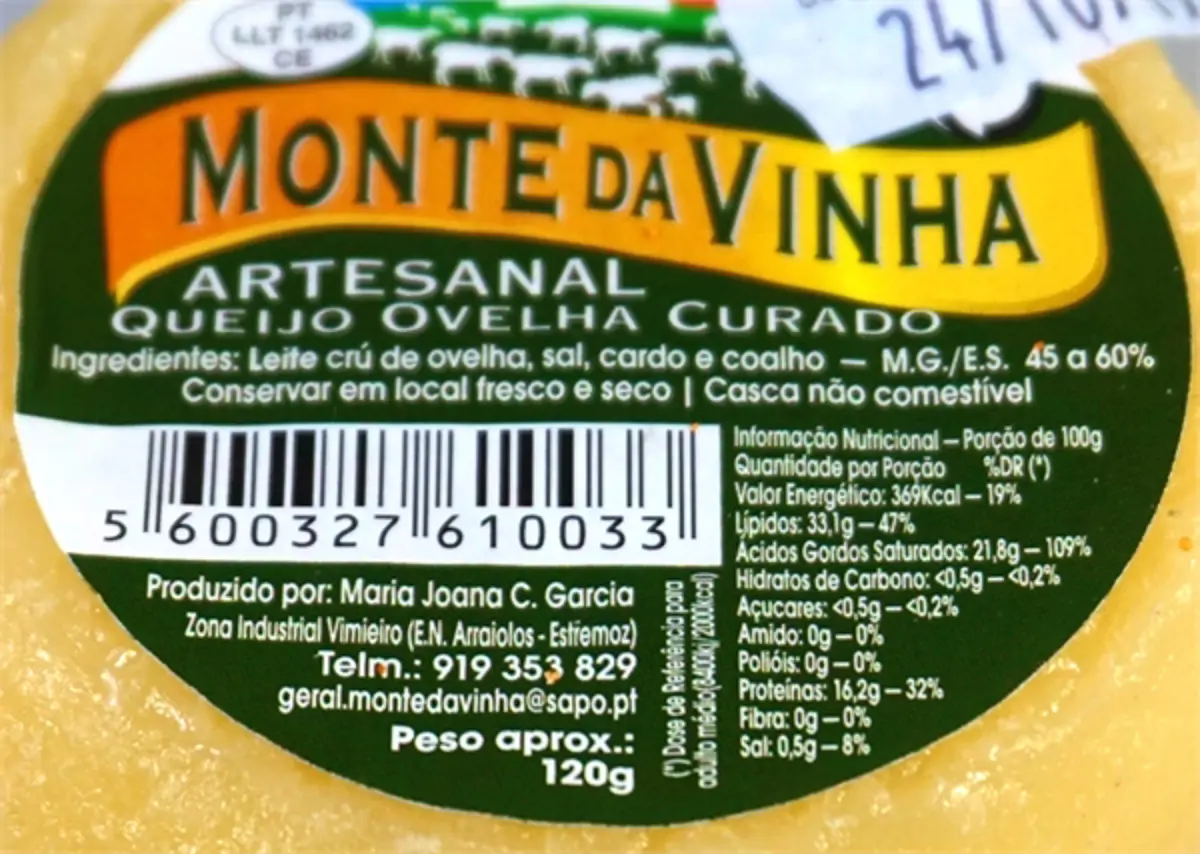 PT
LLT 1462
CE
24/10/
MONTE DA VINHA
ARTESANAL
QUEIJO OVELHA CURADO
Ingredientes: Leite crú de ovelha, sal, cardo e coalho — M.G./E.S. 45 a 60%
Conservar em local fresco e seco | Casca não comestível
5 600327 610033
Produzido por: Maria Joana C. Garcia
Zona Industrial Vimieiro (E.N. Arraiolos - Estremoz)
Telm.: 919 353 829
geral.montedavinha@sapo.pt
Peso aprox.:
120g
(*) Dose de Referência para
adulto médio(8400kj/2000kcal)
Informação Nutricional – Porção de 100g
Quantidade por Porção %DR (*)
Valor Energético: 369Kcal – 19%
Lípidos: 33,1g – 47%
Ácidos Gordos Saturados: 21,8g – 109%
Hidratos de Carbono: <0,5g – <0,2%
Açucares: <0,5g – <0,2%
Amido: 0g – 0%
Polióis: 0g – 0%
Proteínas: 16,2g – 32%
Fibra: 0g – 0%
Sal: 0,5g – 8%